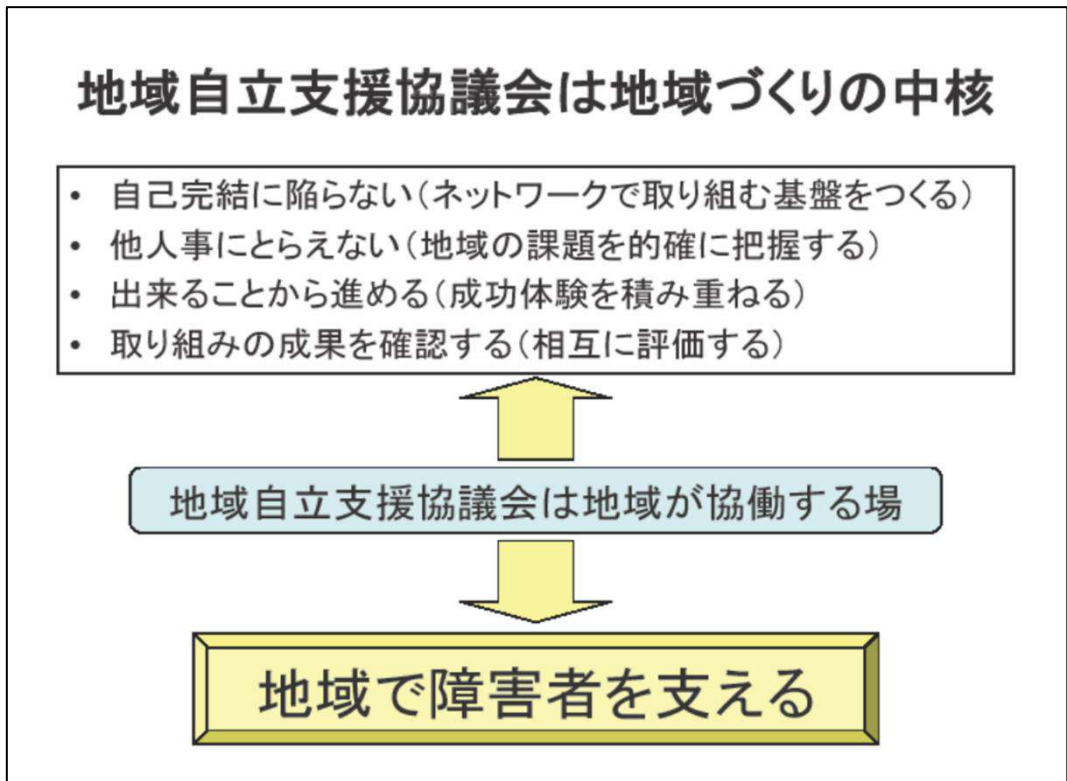 地域自立支援協議会は地域づくりの中核
• 自己完結に陥らない(ネットワークで取り組む基盤をつくる)
• 他人事にとらえない(地域の課題を的確に把握する)
• 出来ることから進める(成功体験を積み重ねる)
• 取り組みの成果を確認する(相互に評価する)
地域自立支援協議会は地域が協働する場
地域で障害者を支える